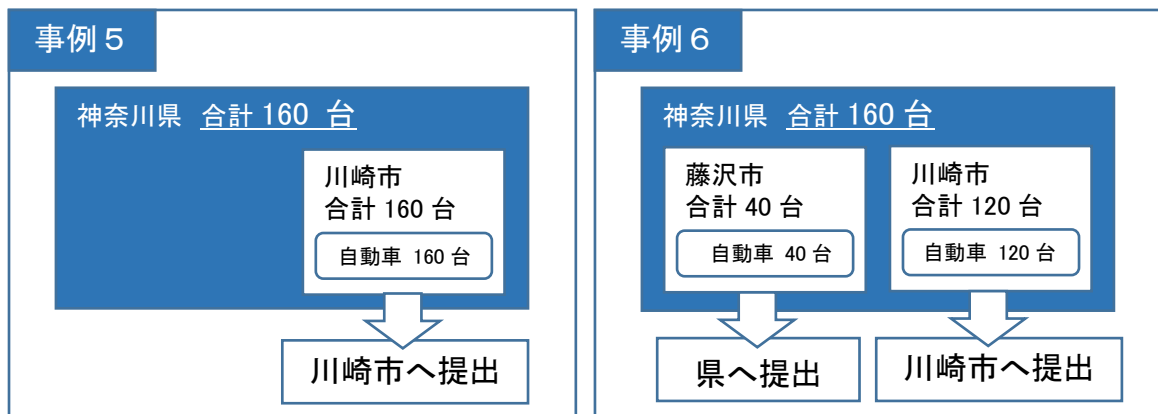 事例５
神奈川県 合計 160 台
川崎市
合計 160 台
自動車 160 台
川崎市へ提出
事例６
神奈川県 合計 160 台
藤沢市
合計 40 台
自動車 40 台
県へ提出
川崎市
合計 120 台
自動車 120 台
川崎市へ提出